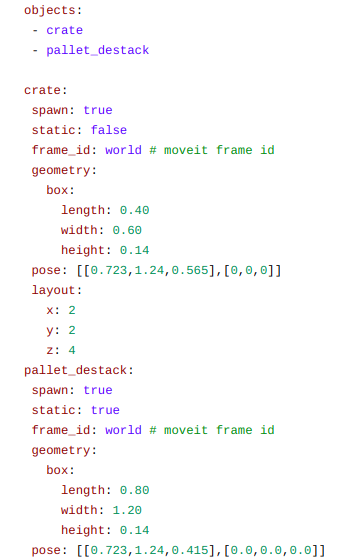 objects:
 - crate
 - pallet_destack

crate:
 spawn: true
 static: false
 frame_id: world # moveit frame id
 geometry:
   box:
     length: 0.40
     width: 0.60
     height: 0.14
 pose: [[0.723,1.24,0.565],[0,0,0]]
 layout:
   x: 2
   y: 2
   z: 4
pallet_destack:
 spawn: true
 static: true
 frame_id: world # moveit frame id
 geometry:
   box:
     length: 0.80
     width: 1.20
     height: 0.14
 pose: [[0.723,1.24,0.415],[0.0,0.0,0.0]]